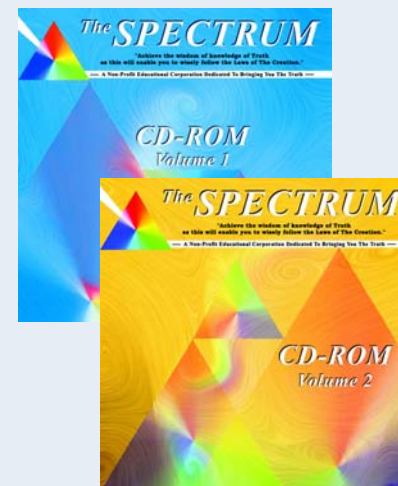 The SPECTRUM
"Achieve the wisdom of knowledge of Truth
as this will enable you to wisely follow the Laws of The Creation."
A Non-Profit Educational Corporation Dedicated To Bringing You The Truth
CD-ROM
Volume 1
The SPECTRUM
"Achieve the wisdom of knowledge of Truth
as this will enable you to wisely follow the Laws of The Creation."
A Non-Profit Educational Corporation Dedicated To Bringing You The Truth
CD-ROM
Volume 2